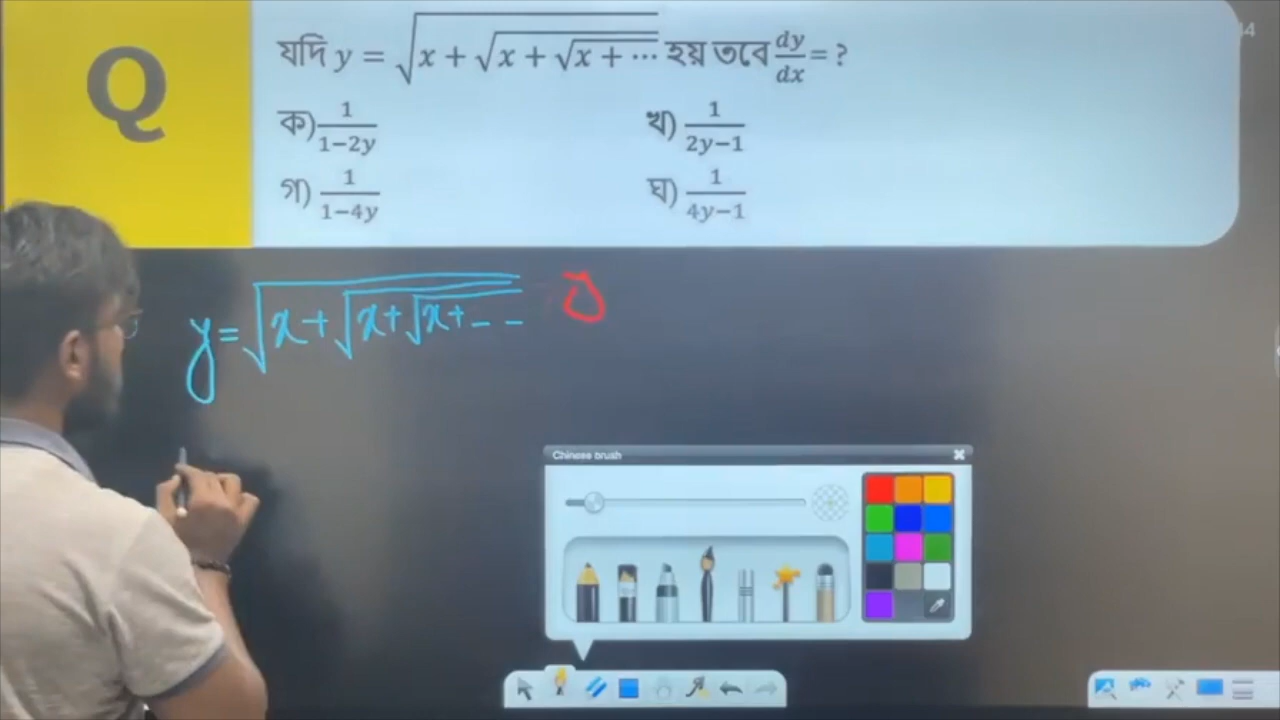 Q
যদি y = √(x + √(x + √(x + ⋯ হয় তবে dy/dx = ?
ক) 1/(1−2y) খ) 1/(2y−1)
গ) 1/(1−4y) ঘ) 1/(4y−1)
y = √(x + √(x + √(x + - -
Chinese brush